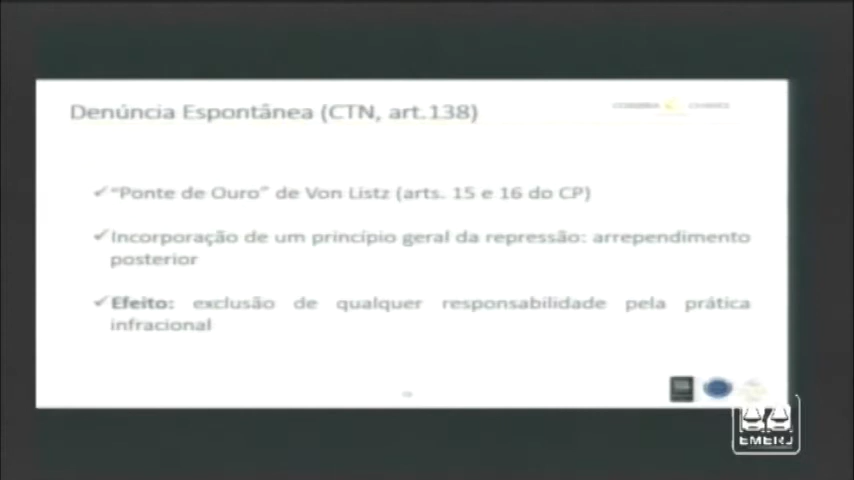 Denúncia Espontânea (CTN, art.138)
✓“Ponte de Ouro” de Von Listz (arts. 15 e 16 do CP)
✓Incorporação de um princípio geral da repressão: arrependimento
posterior
✓Efeito: exclusão de qualquer responsabilidade pela prática
infracional
EMERJ